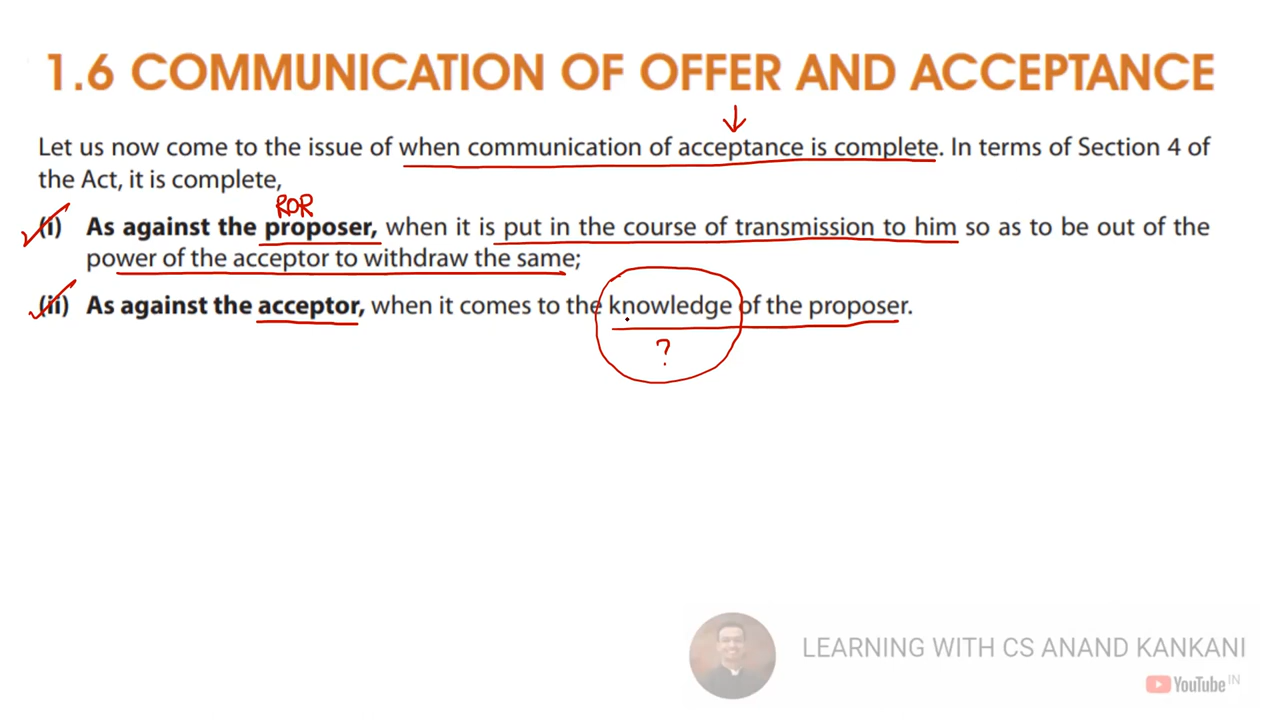 1.6 COMMUNICATION OF OFFER AND ACCEPTANCE
Let us now come to the issue of when communication of acceptance is complete. In terms of Section 4 of
the Act, it is complete,
ROR
(i) As against the proposer, when it is put in the course of transmission to him so as to be out of the
power of the acceptor to withdraw the same;
(ii) As against the acceptor, when it comes to the knowledge of the proposer.
?
LEARNING WITH CS ANAND KANKANI
YouTube IN